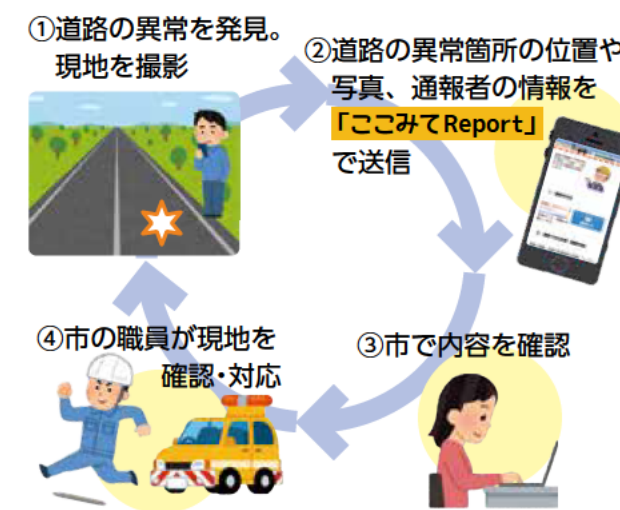 ①道路の異常を発見。
現地を撮影
②道路の異常箇所の位置や
写真、通報者の情報を
「ここみてReport」
で送信
③市で内容を確認
④市の職員が現地を
確認・対応